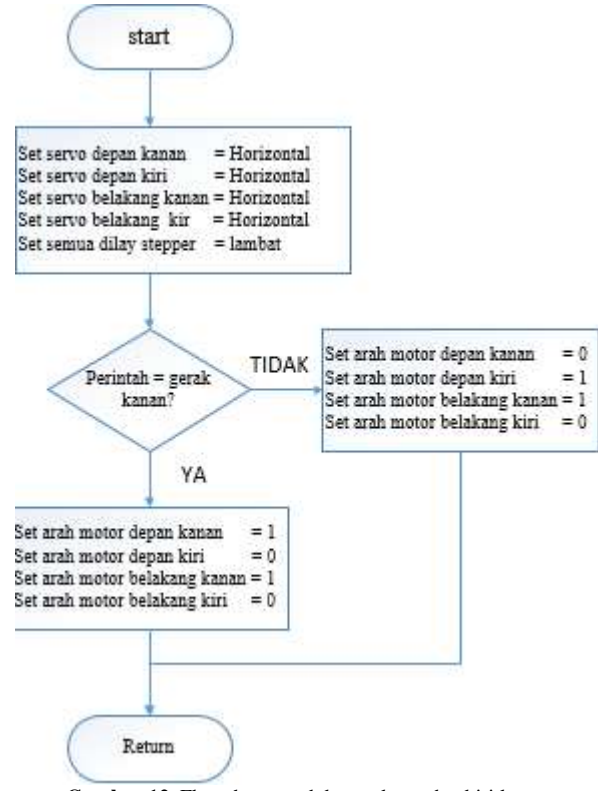 start
Set servo depan kanan = Horizontal
Set servo depan kiri = Horizontal
Set servo belakang kanan = Horizontal
Set servo belakang kir = Horizontal
Set semua dilay stepper = lambat
Perintah = gerak
kanan?
TIDAK
Set arah motor depan kanan = 0
Set arah motor depan kiri = 1
Set arah motor belakang kanan = 1
Set arah motor belakang kiri = 0
YA
Set arah motor depan kanan = 1
Set arah motor depan kiri = 0
Set arah motor belakang kanan = 1
Set arah motor belakang kiri = 0
Return